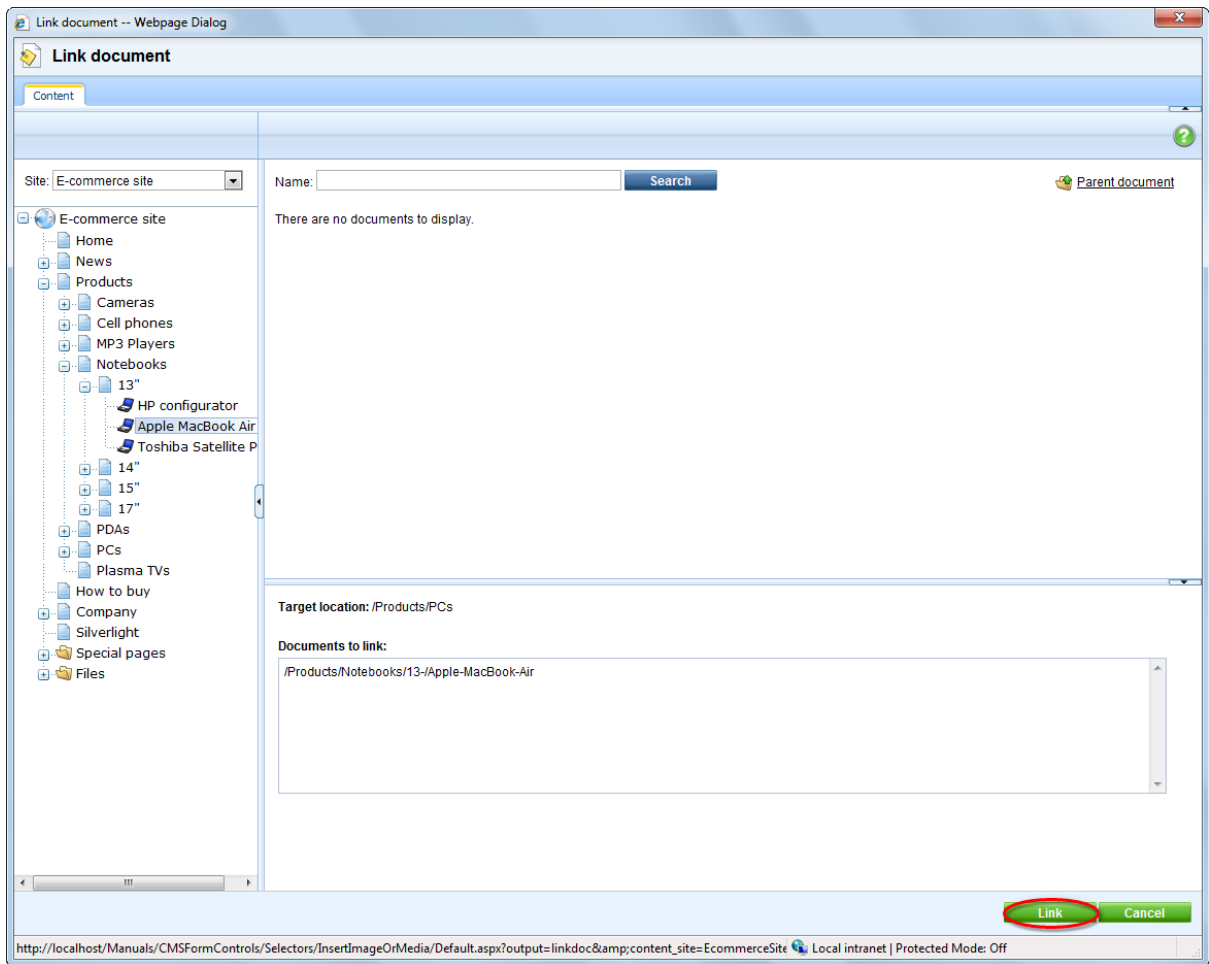 Link document -- Webpage Dialog
Link document
Content
Site: E-commerce site
Name: Search Parent document
There are no documents to display.
E-commerce site
Home
News
Products
Cameras
Cell phones
MP3 Players
Notebooks
13"
HP configurator
Apple MacBook Air
Toshiba Satellite P
14"
15"
17"
PDAs
PCs
Plasma TVs
How to buy
Company
Silverlight
Special pages
Files
Target location: /Products/PCs
Documents to link:
/Products/Notebooks/13-/Apple-MacBook-Air
Link Cancel
http://localhost/Manuals/CMSFormControls/Selectors/InsertImageOrMedia/Default.aspx?output=linkdoc&amp;content_site=EcommerceSite Local intranet | Protected Mode: Off